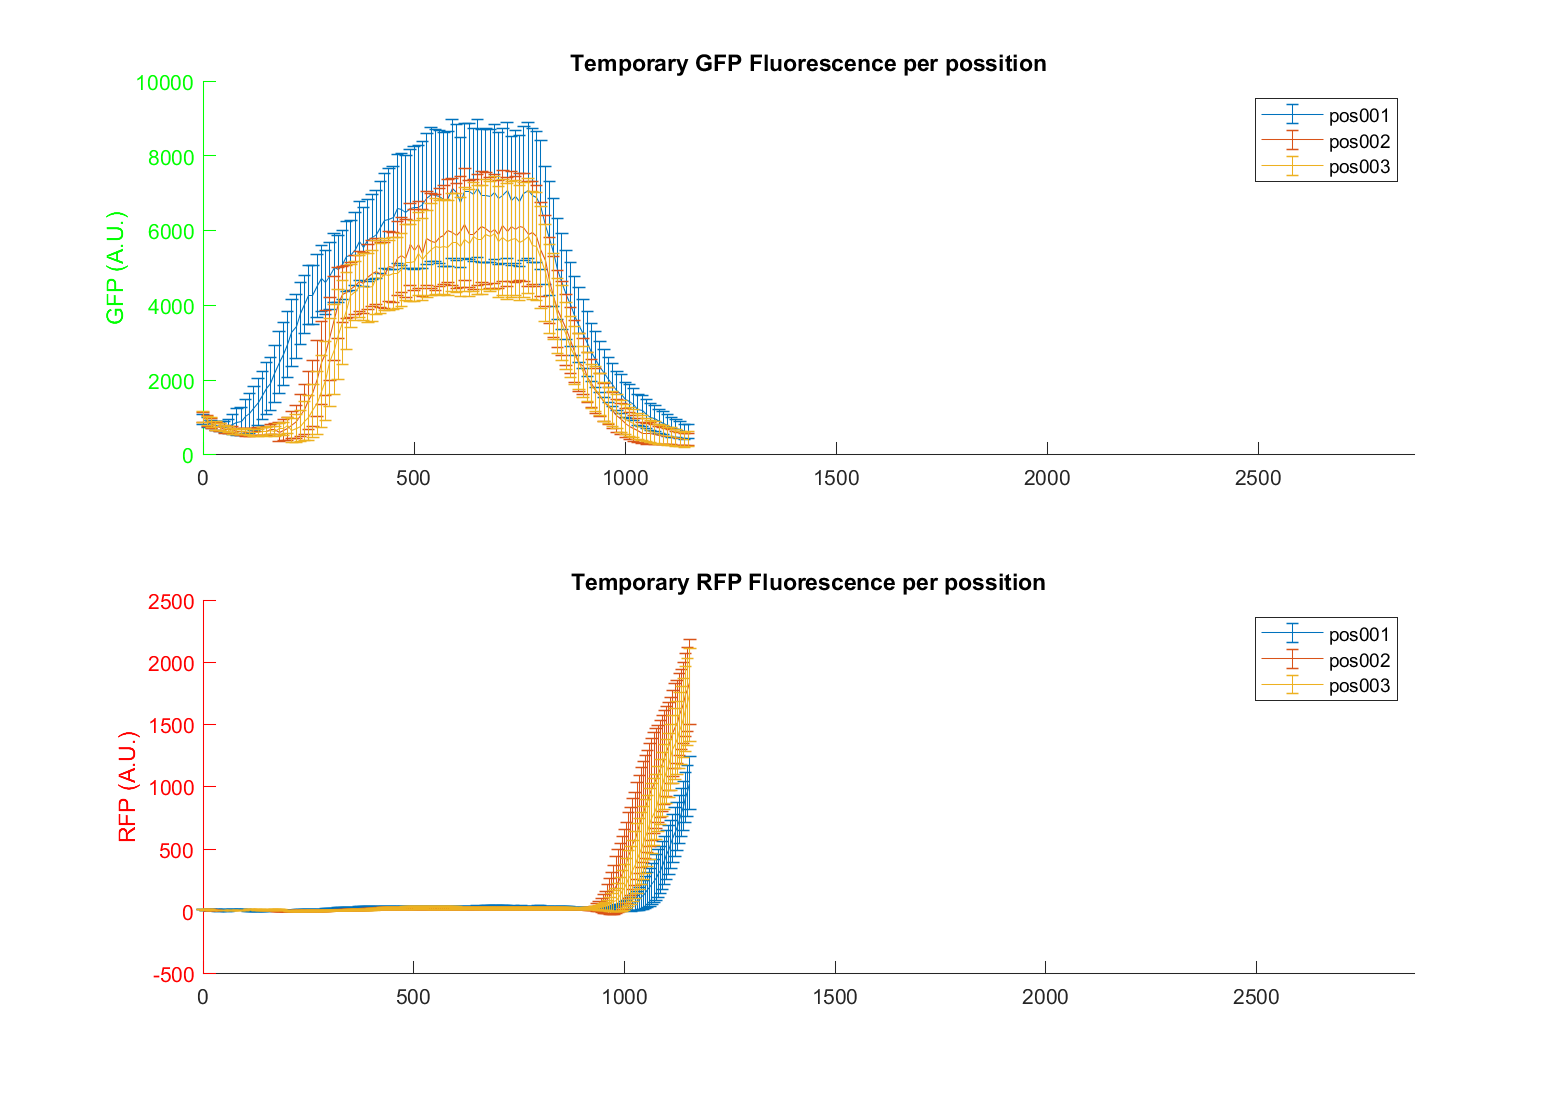 Temporary GFP Fluorescence per possition
10000
8000
6000
4000
2000
0
GFP (A.U.)
0 500 1000 1500 2000 2500
pos001
pos002
pos003
Temporary RFP Fluorescence per possition
2500
2000
1500
1000
500
0
-500
RFP (A.U.)
0 500 1000 1500 2000 2500
pos001
pos002
pos003